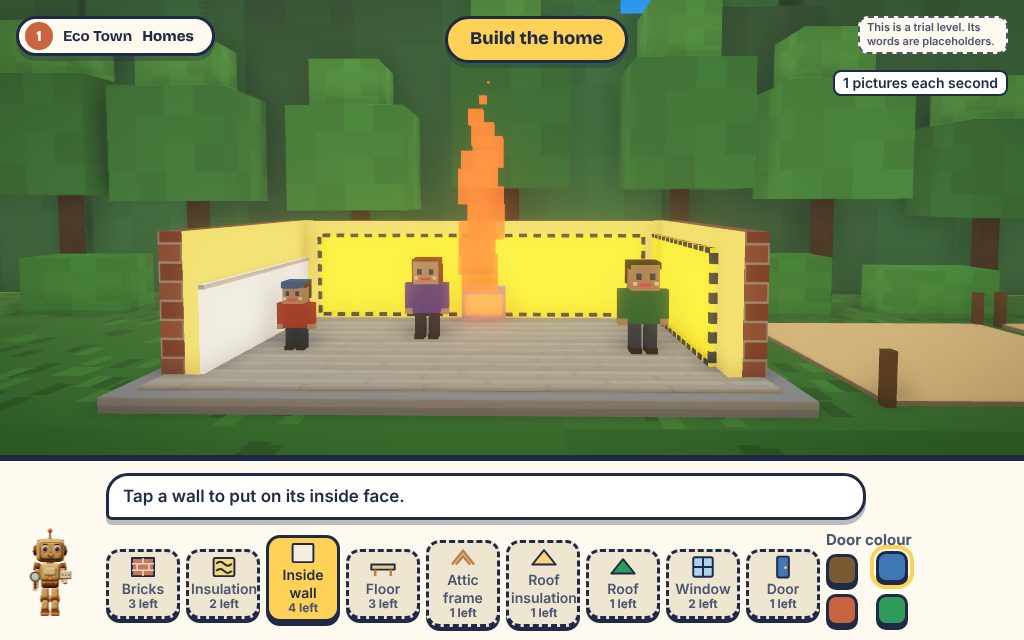 1 Eco Town Homes
Build the home
This is a trial level. Its
words are placeholders.
1 pictures each second
Tap a wall to put on its inside face.
Door colour
Bricks
3 left
Insulation
2 left
Inside
wall
4 left
Floor
3 left
Attic
frame
1 left
Roof
insulation
1 left
Roof
1 left
Window
2 left
Door
1 left